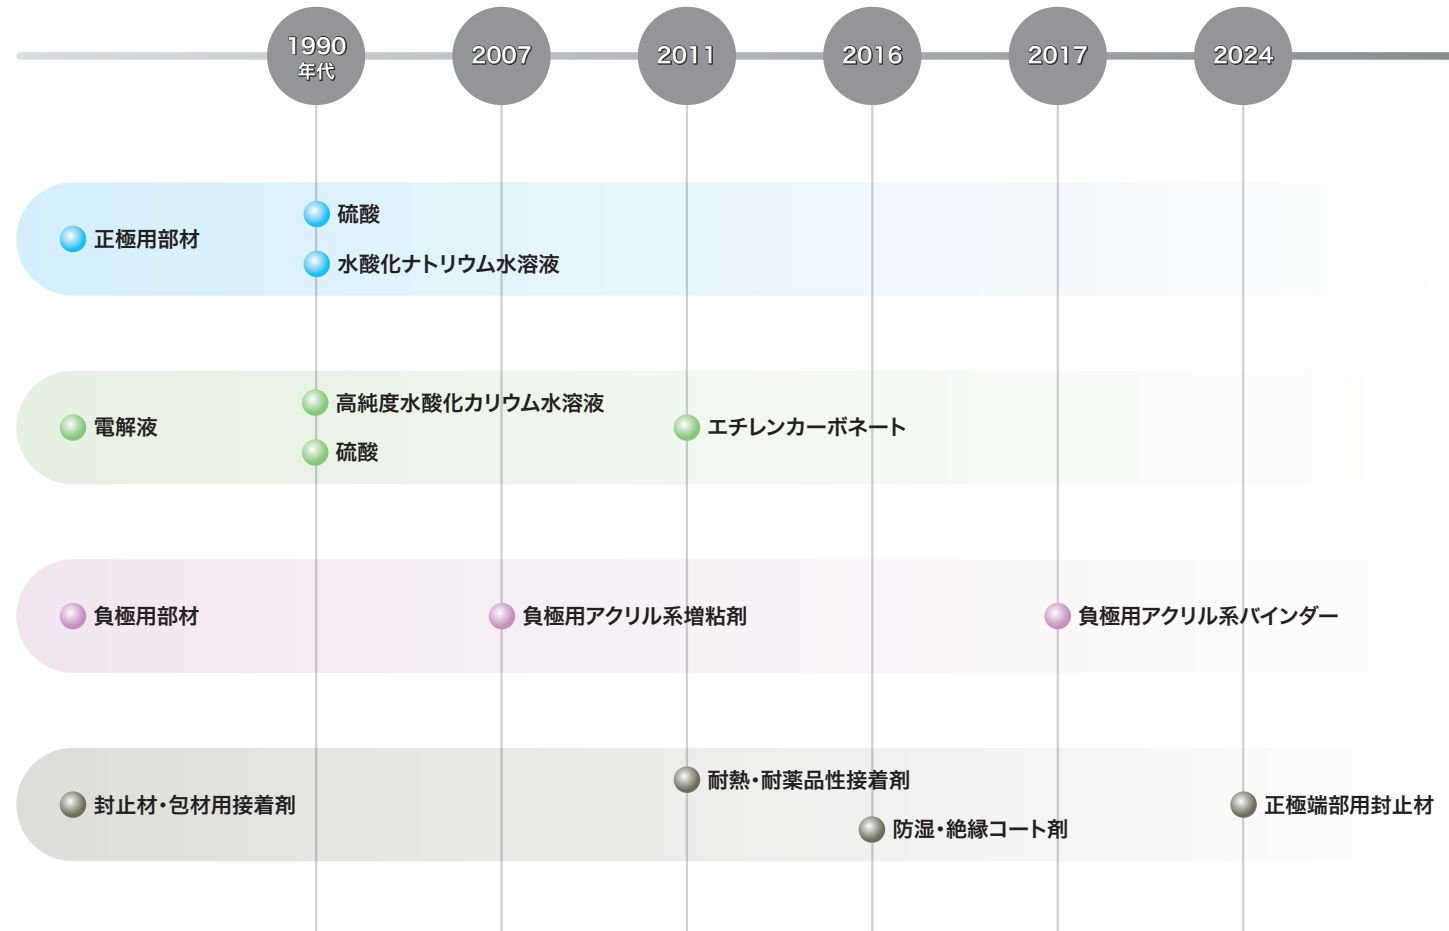 1990
年代
2007
2011
2016
2017
2024
正極用部材
硫酸
水酸化ナトリウム水溶液
電解液
高純度水酸化カリウム水溶液
硫酸
エチレンカーボネート
負極用部材
負極用アクリル系増粘剤
負極用アクリル系バインダー
封止材・包材用接着剤
耐熱・耐薬品性接着剤
防湿・絶縁コート剤
正極端部用封止材